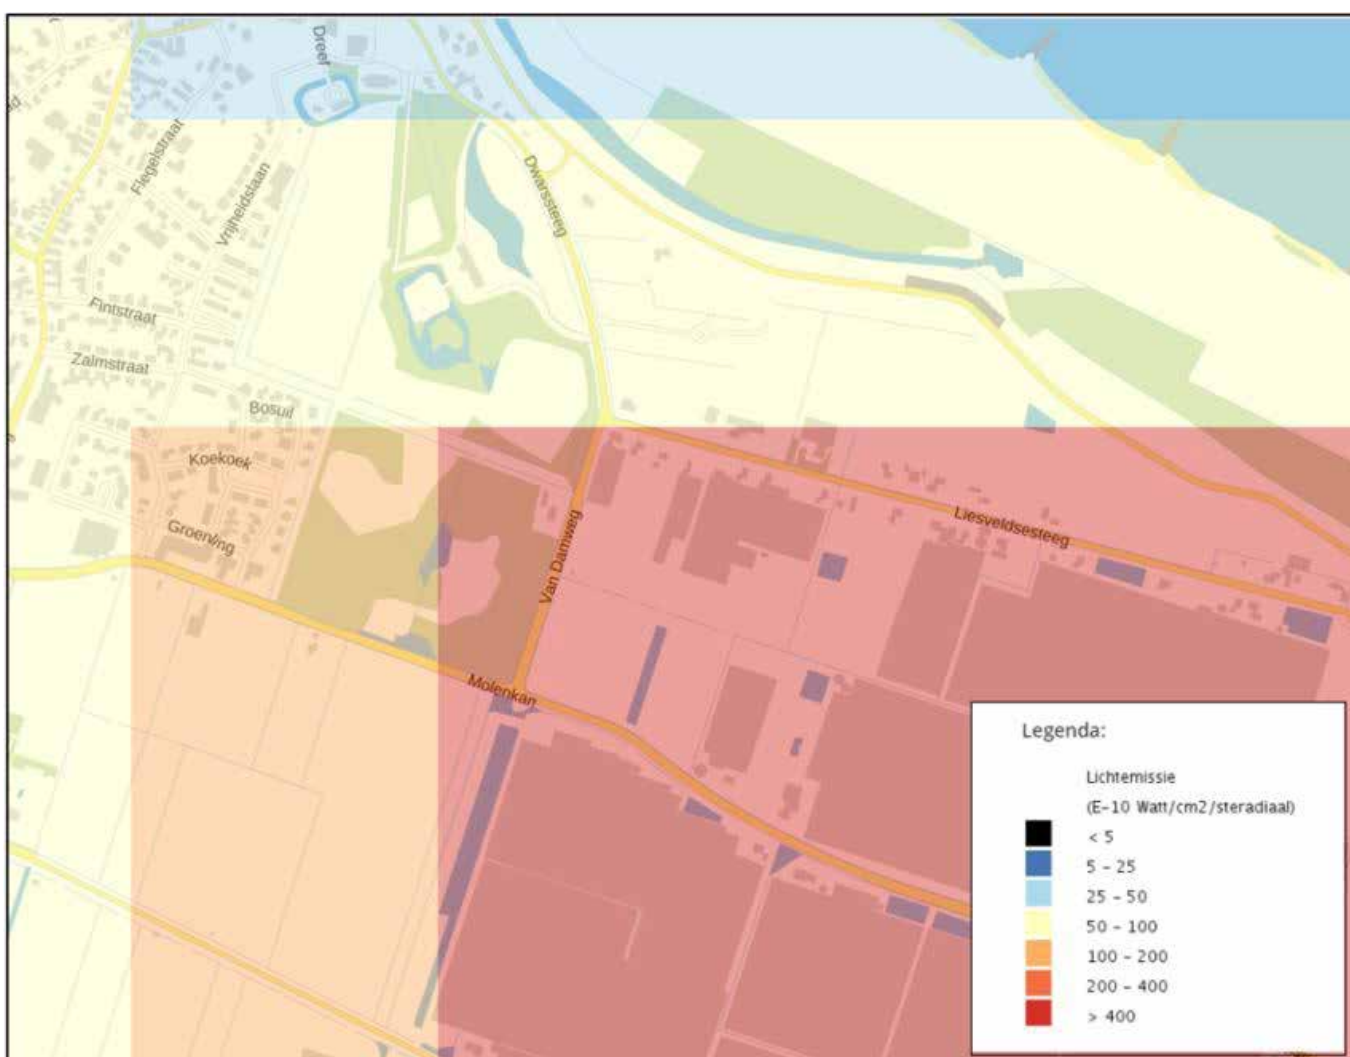 Dreef
Flegelstraat
Vrijheidslaan
Dwarssteeg
Fintstraat
Zalmstraat
Bosuil
Koekoek
Groenling
Van Damweg
Liesveldsesteeg
Molenkan
Legenda:
Lichtemissie
(E-10 Watt/cm2/steradiaal)
< 5
5 - 25
25 - 50
50 - 100
100 - 200
200 - 400
> 400